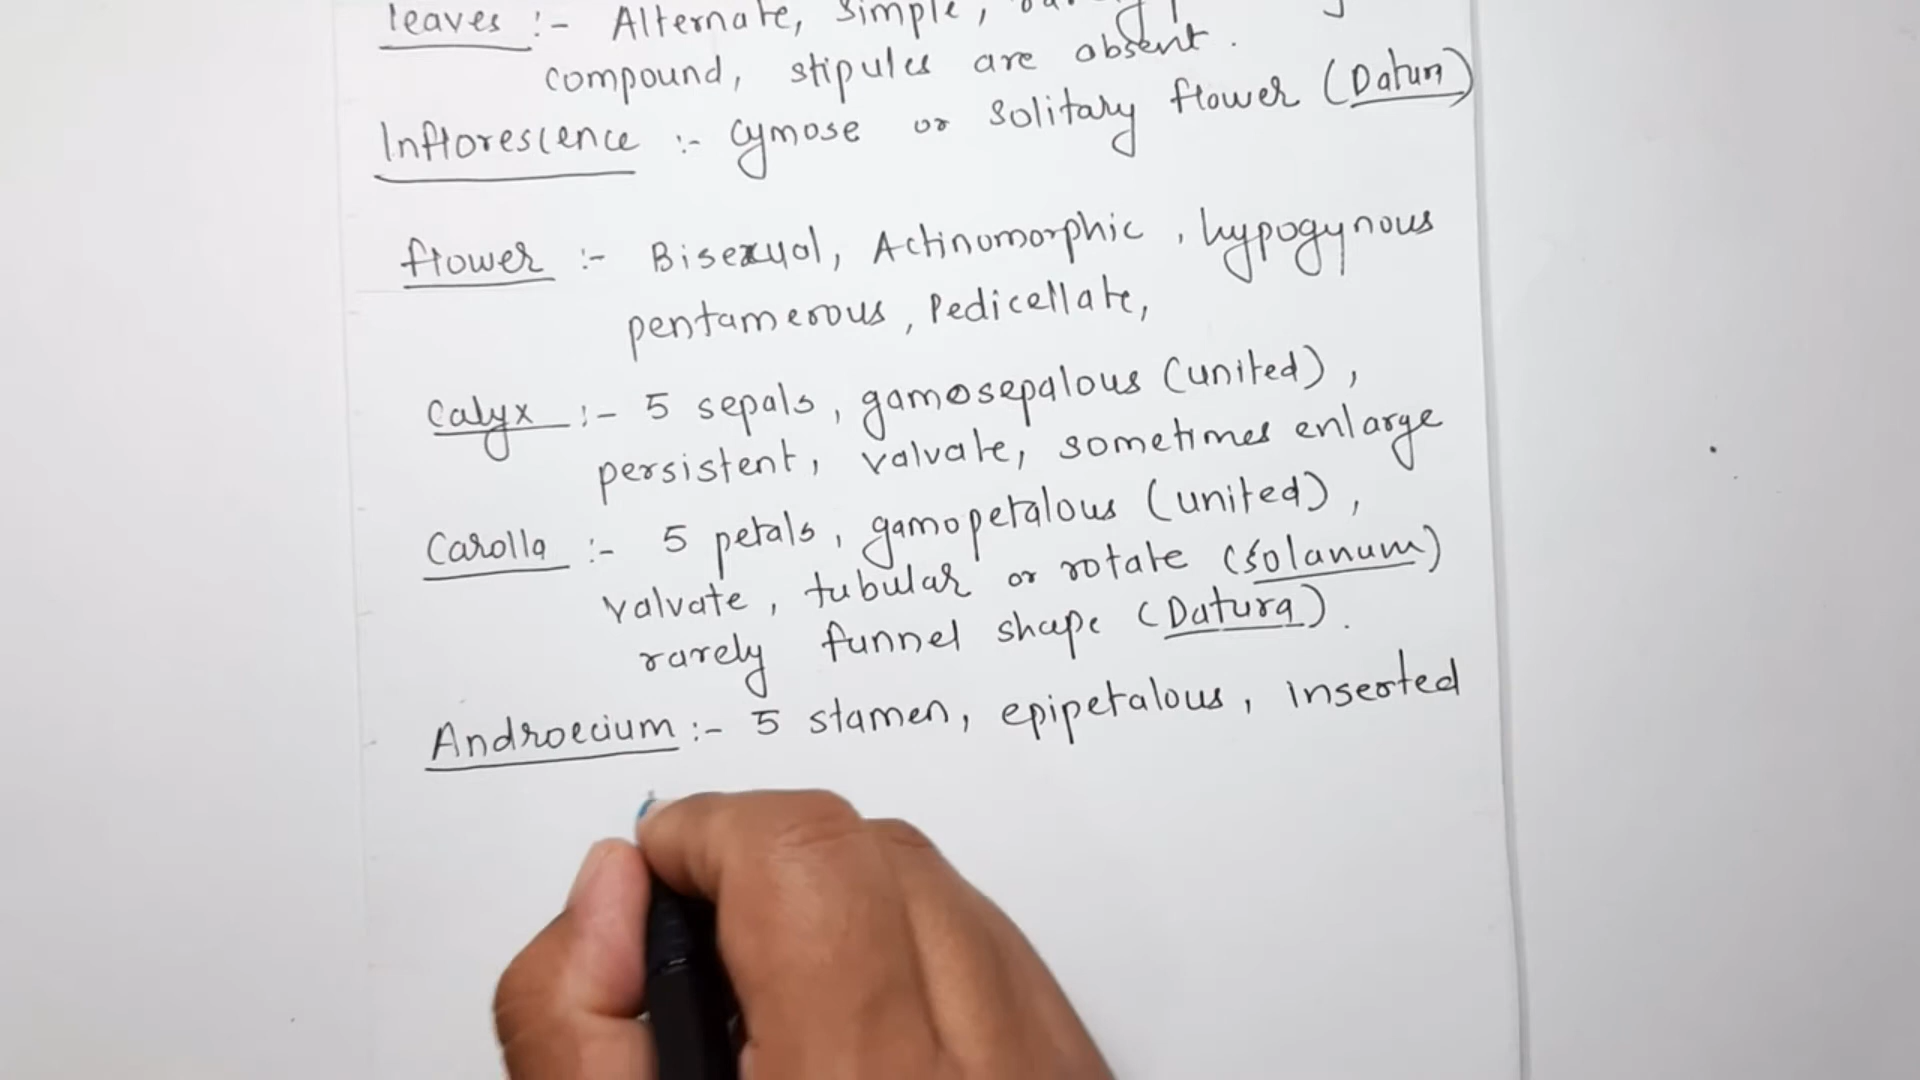 leaves :- Alternate, simple,
compound, stipules are absent.
Inflorescence :- Cymose or solitary flower (Datura)
flower :- Bisexual, Actinomorphic, hypogynous
pentamerous, Pedicellate,
Calyx :- 5 sepals, gamosepalous (united),
persistent, valvate, sometimes enlarge
Carolla :- 5 petals, gamopetalous (united),
valvate, tubular or rotate (Solanum)
rarely funnel shape (Datura).
Androecium :- 5 stamen, epipetalous, inserted